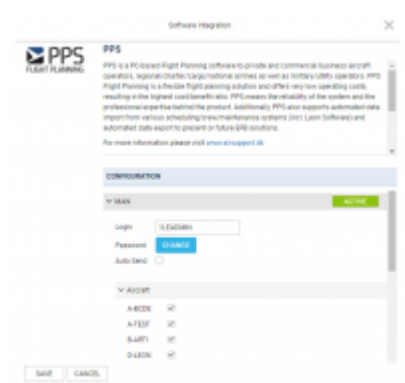 Software Integration
PPS
FLIGHT PLANNING
PPS
PPS is a PC-based Flight Planning software to private and commercial business aircraft
operators, regional/charter/cargo/national airlines as well as military/utility operators. PPS
Flight Planning is a flexible flight planning solution and offers very low operating costs,
resulting in the highest cost/benefit ratio. PPS means the reliability of the system and the
professional expertise behind the product. Additionally, PPS also supports automated data
import from various scheduling/crew/maintenance systems (incl. Leon Software) and
automated data export to present or future EFB solutions.
For more information please visit www.airsupport.dk
CONFIGURATION
MAIN
ACTIVE
Login
Password
CHANGE
Auto Send
Aircraft
A-TEST
D-LEON
SAVE
CANCEL